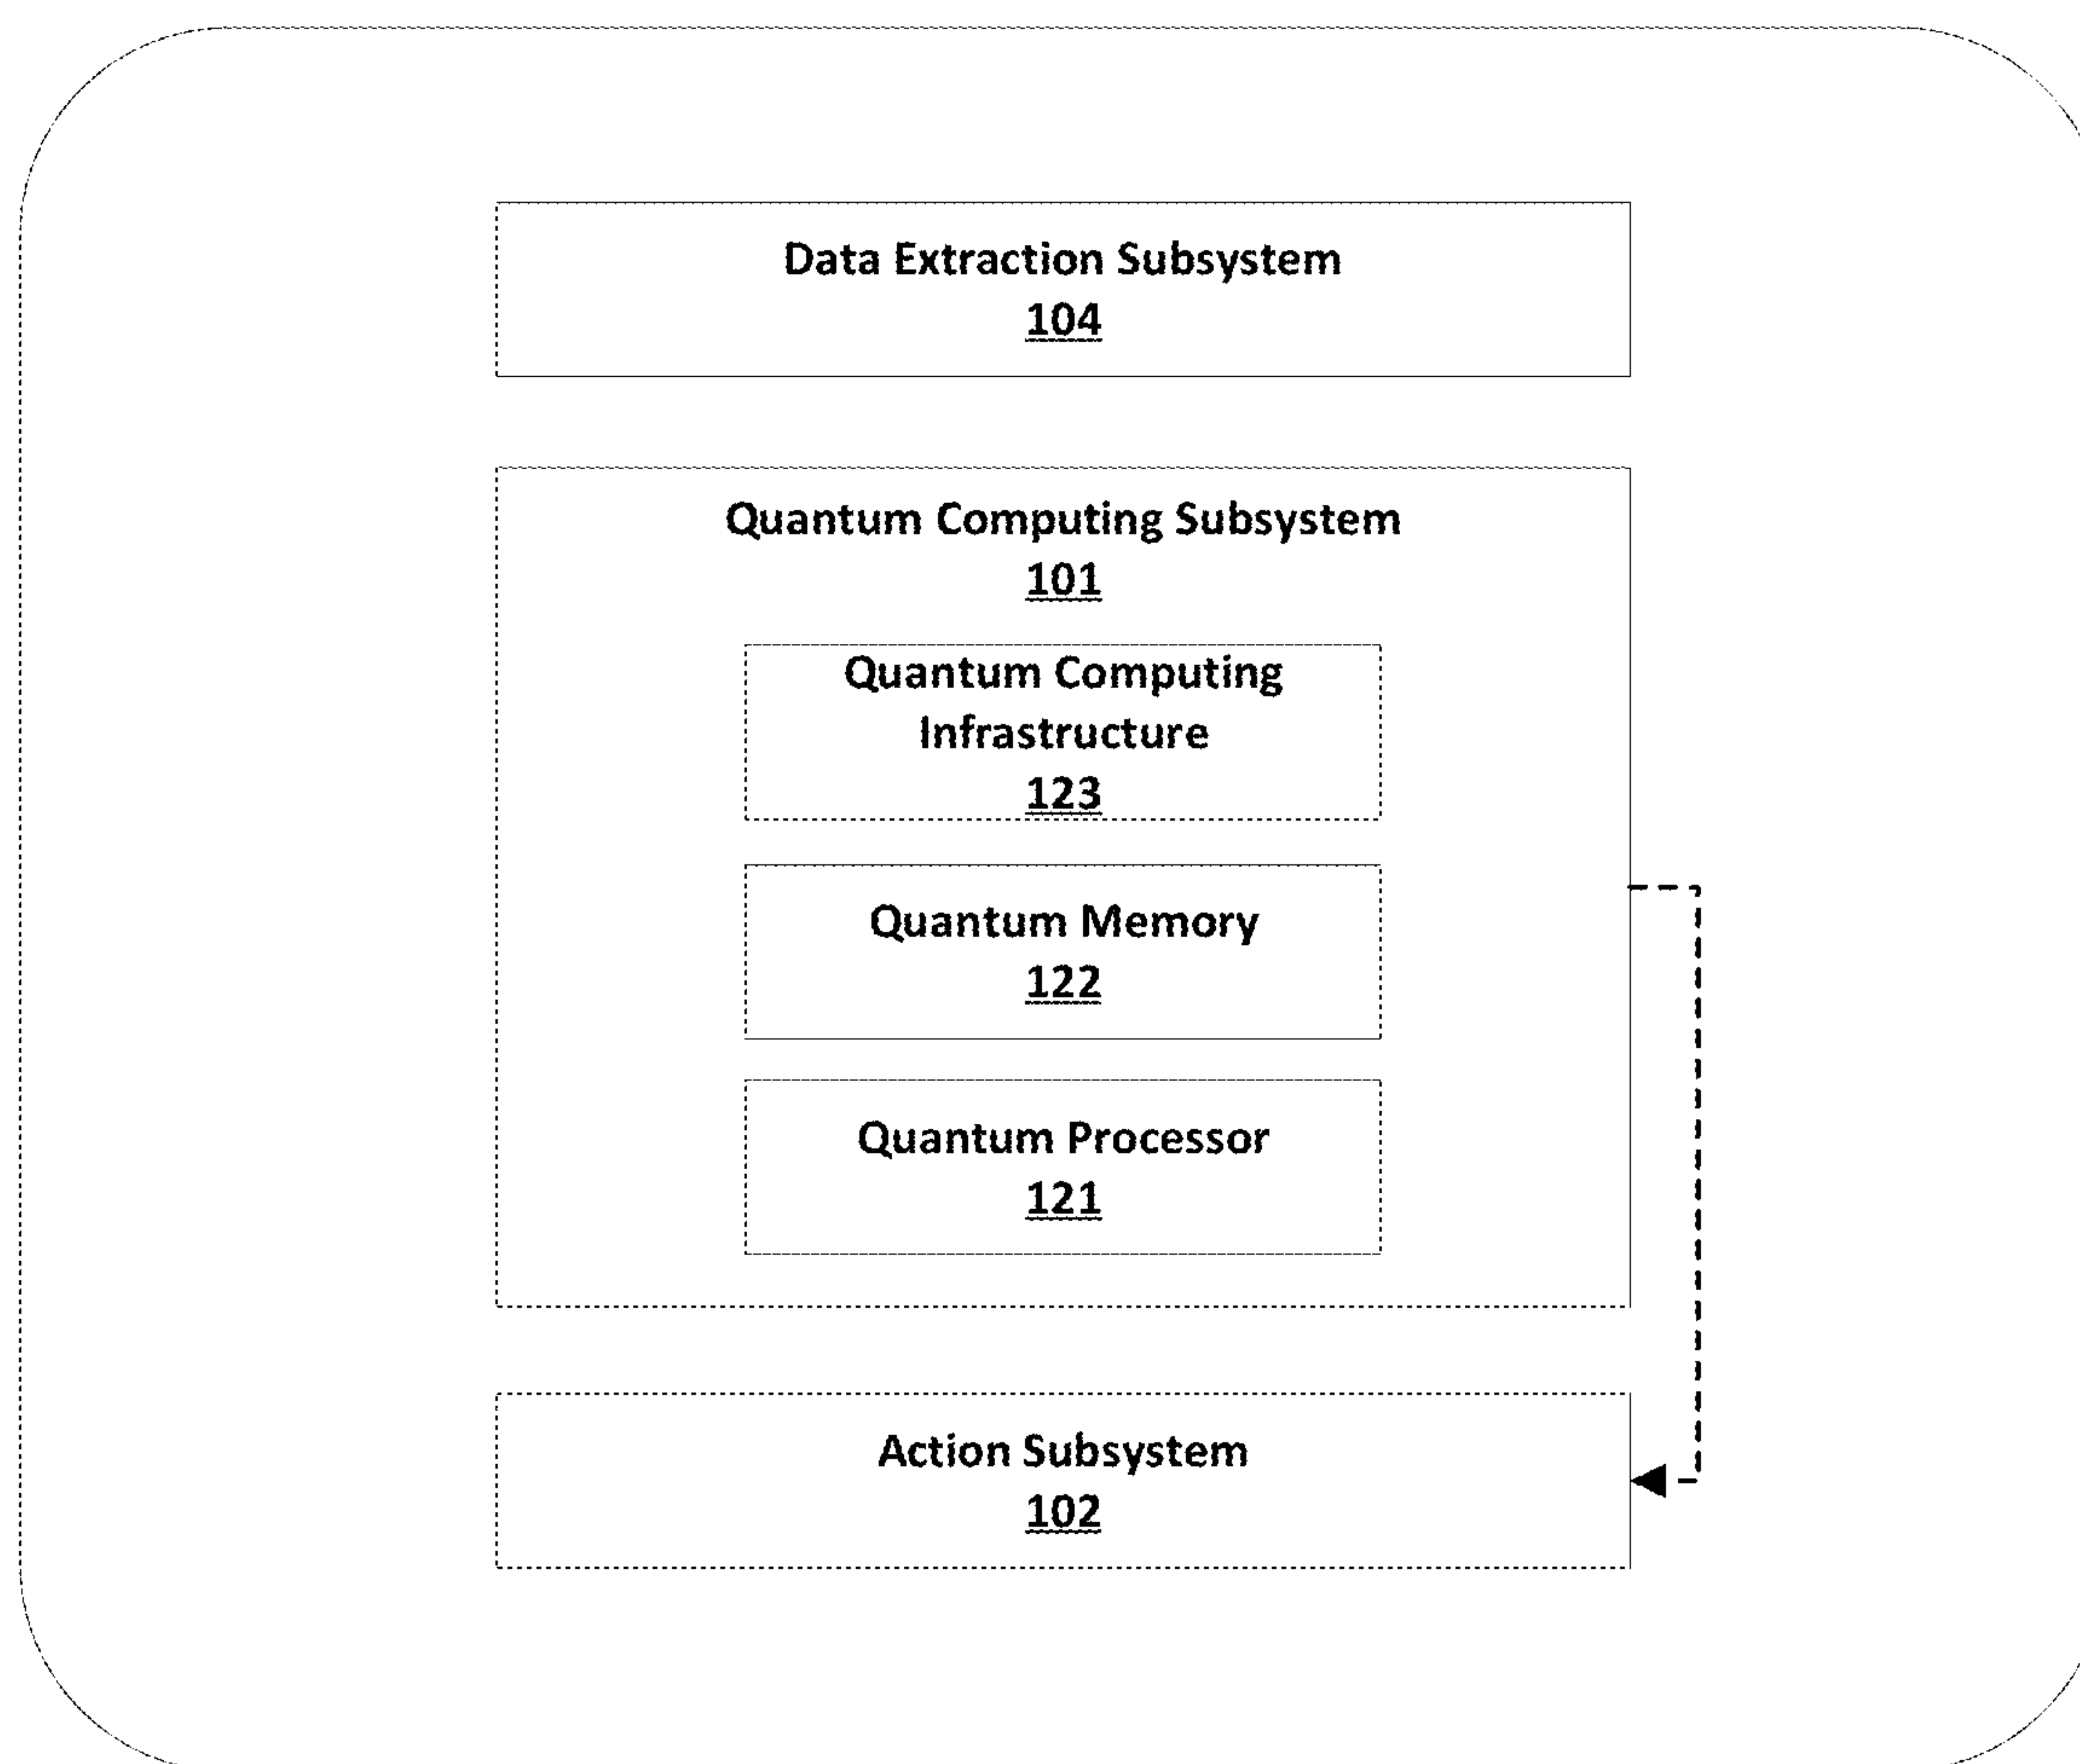 Data Extraction Subsystem
104
Quantum Computing Subsystem
101
Quantum Computing
Infrastructure
123
Quantum Memory
122
Quantum Processor
121
Action Subsystem
102